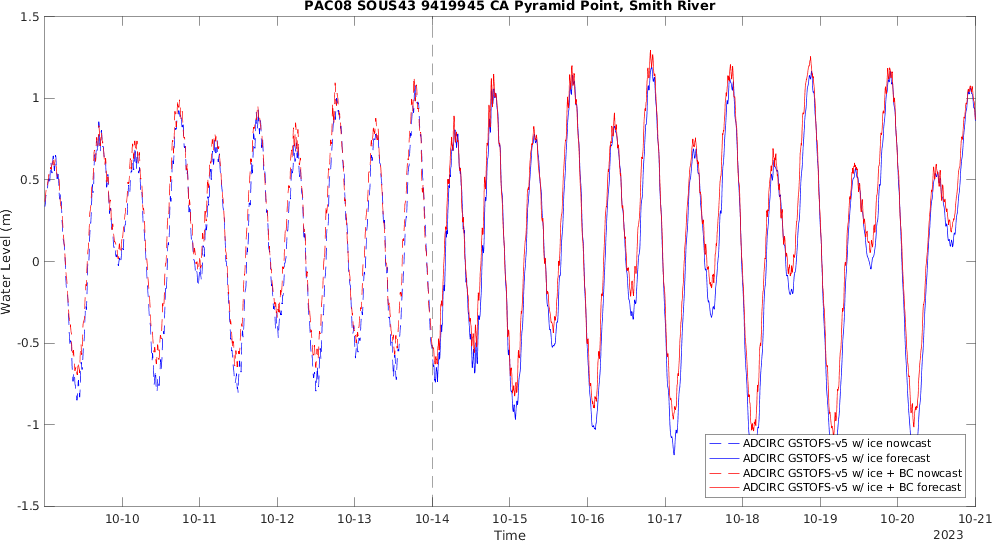 PAC08 SOUS43 9419945 CA Pyramid Point, Smith River
1.5
1
0.5
0
-0.5
-1
-1.5
Water Level (m)
10-10
10-11
10-12
10-13
10-14
10-15
10-16
10-17
10-18
10-19
10-20
10-21
Time
2023
ADCIRC GSTOFS-v5 w/ ice nowcast
ADCIRC GSTOFS-v5 w/ ice forecast
ADCIRC GSTOFS-v5 w/ ice + BC nowcast
ADCIRC GSTOFS-v5 w/ ice + BC forecast